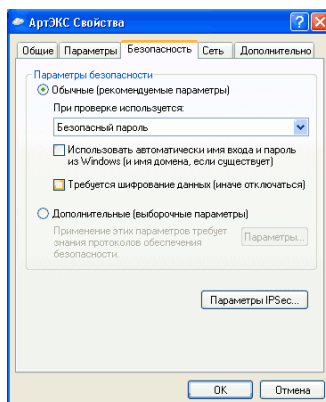 АртЭКС Свойства
Общие Параметры Безопасность Сеть Дополнительно
Параметры безопасности
Обычные (рекомендуемые параметры)
При проверке используется:
Безопасный пароль
Использовать автоматически имя входа и пароль
из Windows (и имя домена, если существует)
Требуется шифрование данных (иначе отключаться)
Дополнительные (выборочные параметры)
Применение этих параметров требует
знания протоколов обеспечения
безопасности.
Параметры...
Параметры IPSec...
OK Отмена